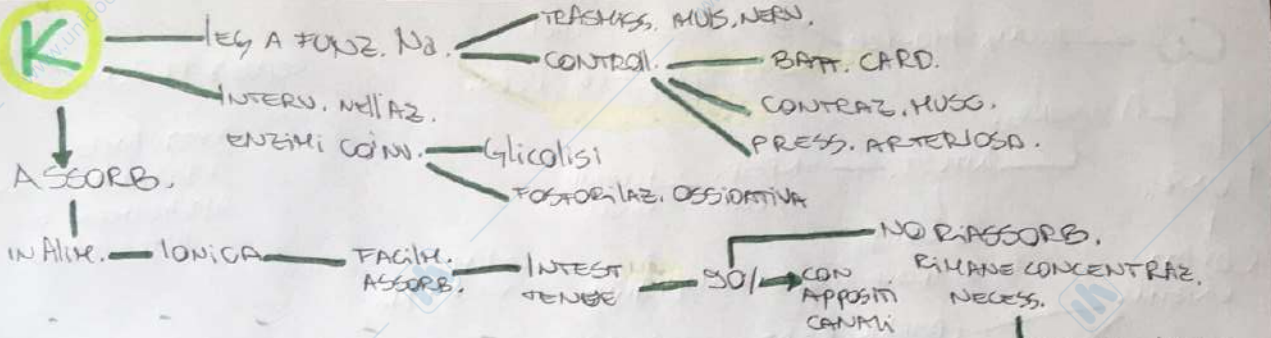 K
LEG A FUNZ. Na.
TRASMISS. MUS. NERV.
CONTROLL.
BATT. CARD.
CONTRAZ. MUSC.
PRESS. ARTERIOSA.
INTERV. NELL'AZ.
ENZIMI COINV.
GLICOLISI
FOSFORILAZ. OSSIDATIVA
ASSORB.
IN ALIM.
IONICA
FACILM.
ASSORB.
INTEST
TENUE
90%
CON
APPOSITI
CANALI
NO RIASSORB.
RIMANE CONCENTRAZ.
NECESS.